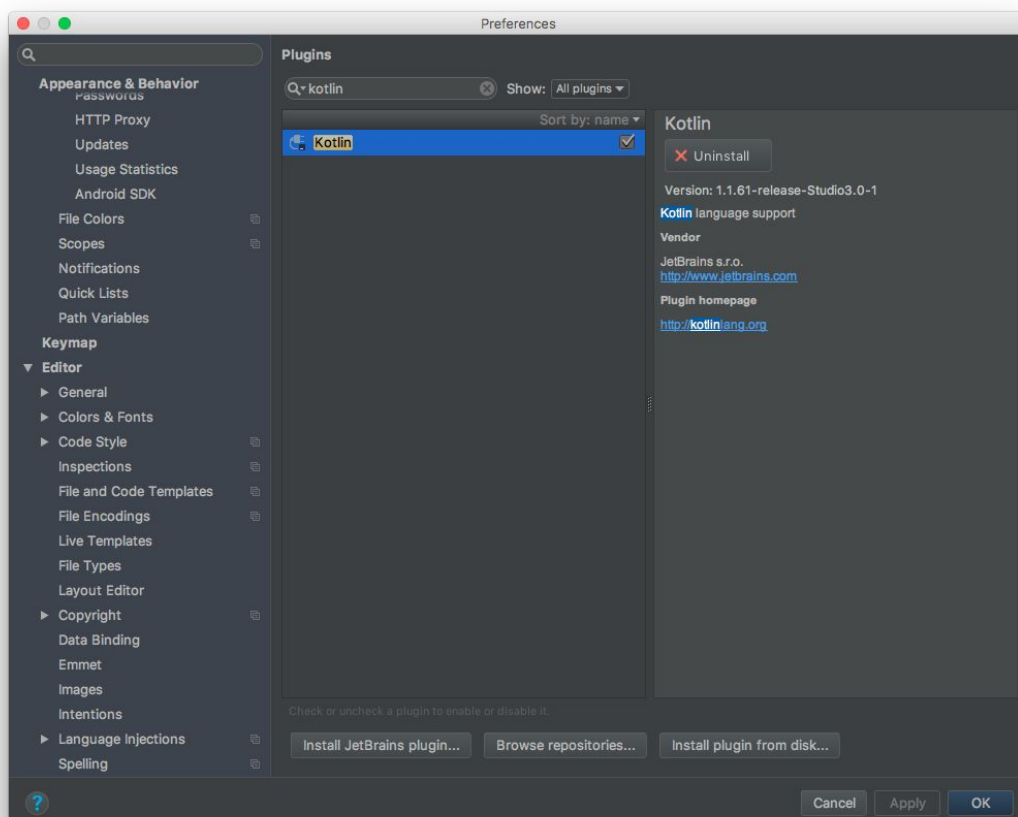 Preferences
Appearance & Behavior
Passwords
HTTP Proxy
Updates
Usage Statistics
Android SDK
File Colors
Scopes
Notifications
Quick Lists
Path Variables
Keymap
Editor
General
Colors & Fonts
Code Style
Inspections
File and Code Templates
File Encodings
Live Templates
File Types
Layout Editor
Copyright
Data Binding
Emmet
Images
Intentions
Language Injections
Spelling
Plugins
kotlin
Show: All plugins
Sort by: name
Kotlin
Kotlin
Uninstall
Version: 1.1.61-release-Studio3.0-1
Kotlin language support
Vendor
JetBrains s.r.o.
http://www.jetbrains.com
Plugin homepage
http://kotlinlang.org
Check or uncheck a plugin to enable or disable it.
Install JetBrains plugin... Browse repositories... Install plugin from disk...
? Cancel Apply OK